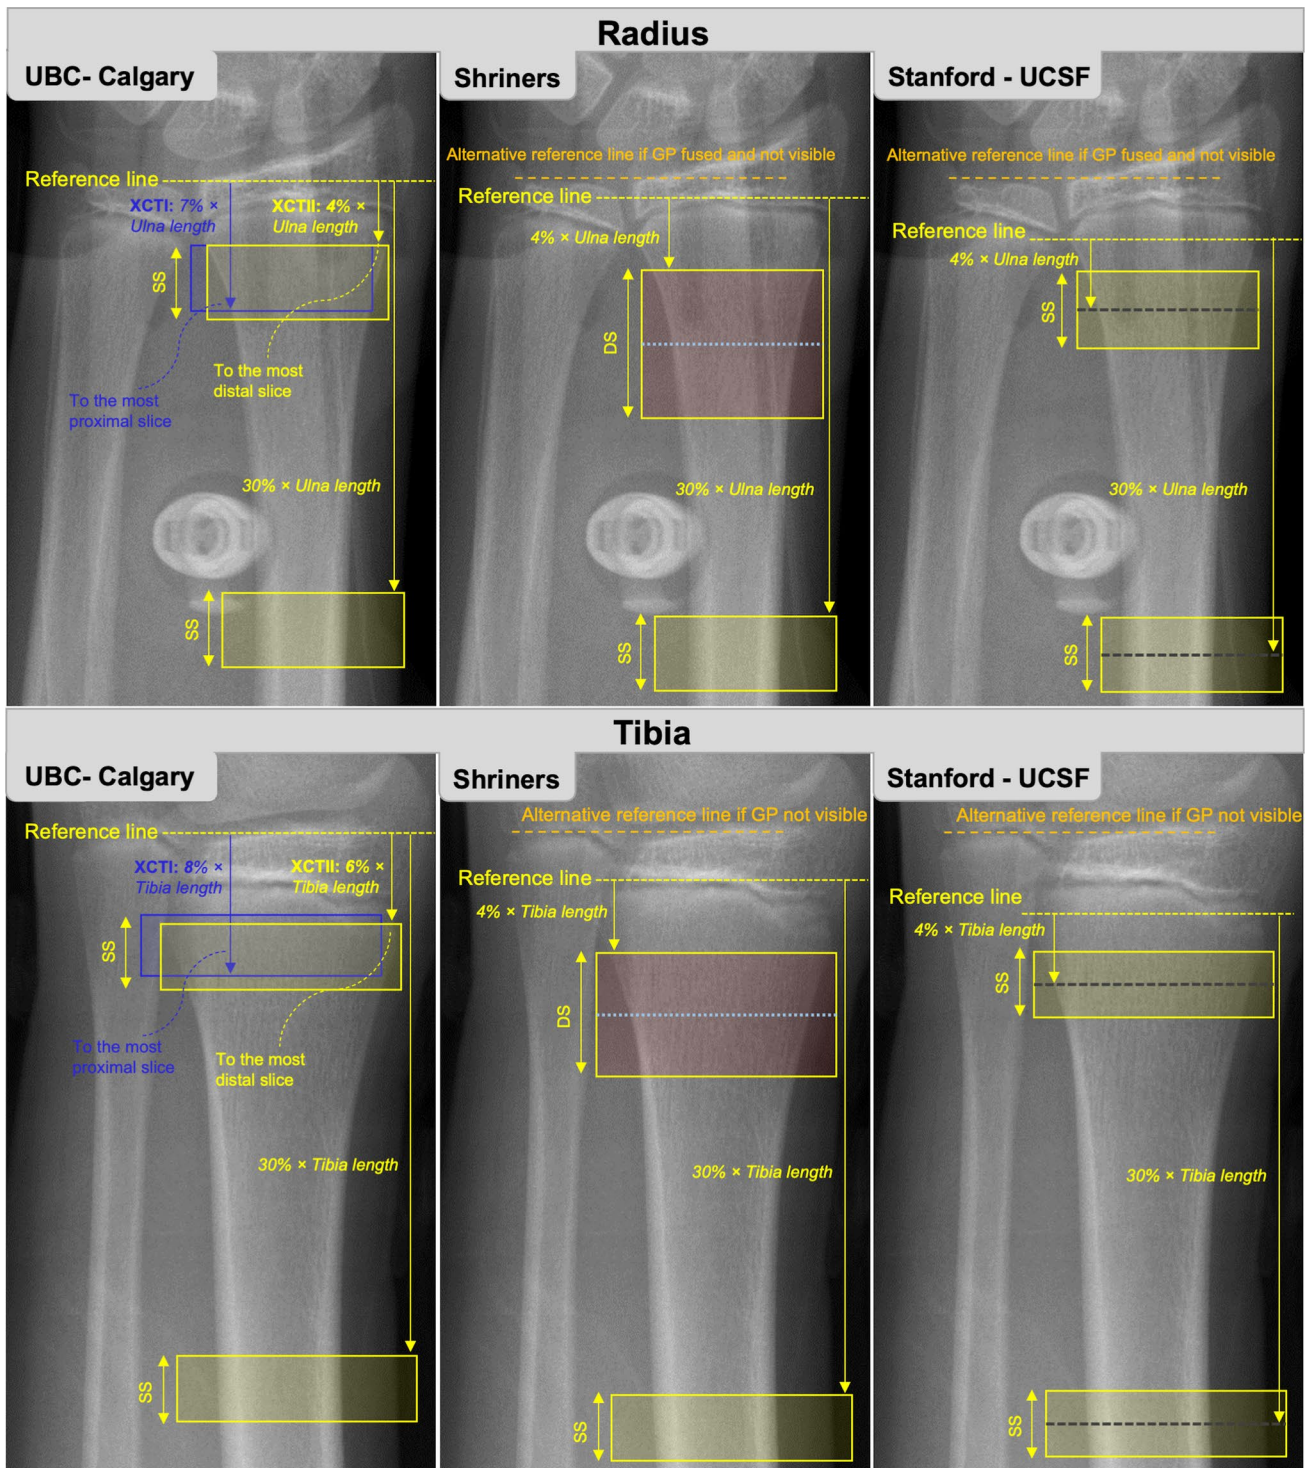 Radius
UBC- Calgary
Reference line
XCTI: 7% ×
Ulna length
XCTII: 4% ×
Ulna length
SS
To the most
distal slice
To the most
proximal slice
30% × Ulna length
SS
Shriners
Alternative reference line if GP fused and not visible
Reference line
4% × Ulna length
DS
30% × Ulna length
SS
Stanford - UCSF
Alternative reference line if GP fused and not visible
Reference line
4% × Ulna length
SS
30% × Ulna length
SS
Tibia
UBC- Calgary
Reference line
XCTI: 8% ×
Tibia length
XCTII: 6% ×
Tibia length
SS
To the most
proximal slice
To the most
distal slice
30% × Tibia length
SS
Shriners
Alternative reference line if GP not visible
Reference line
4% × Tibia length
DS
30% × Tibia length
SS
Stanford - UCSF
Alternative reference line if GP not visible
Reference line
4% × Tibia length
SS
30% × Tibia length
SS